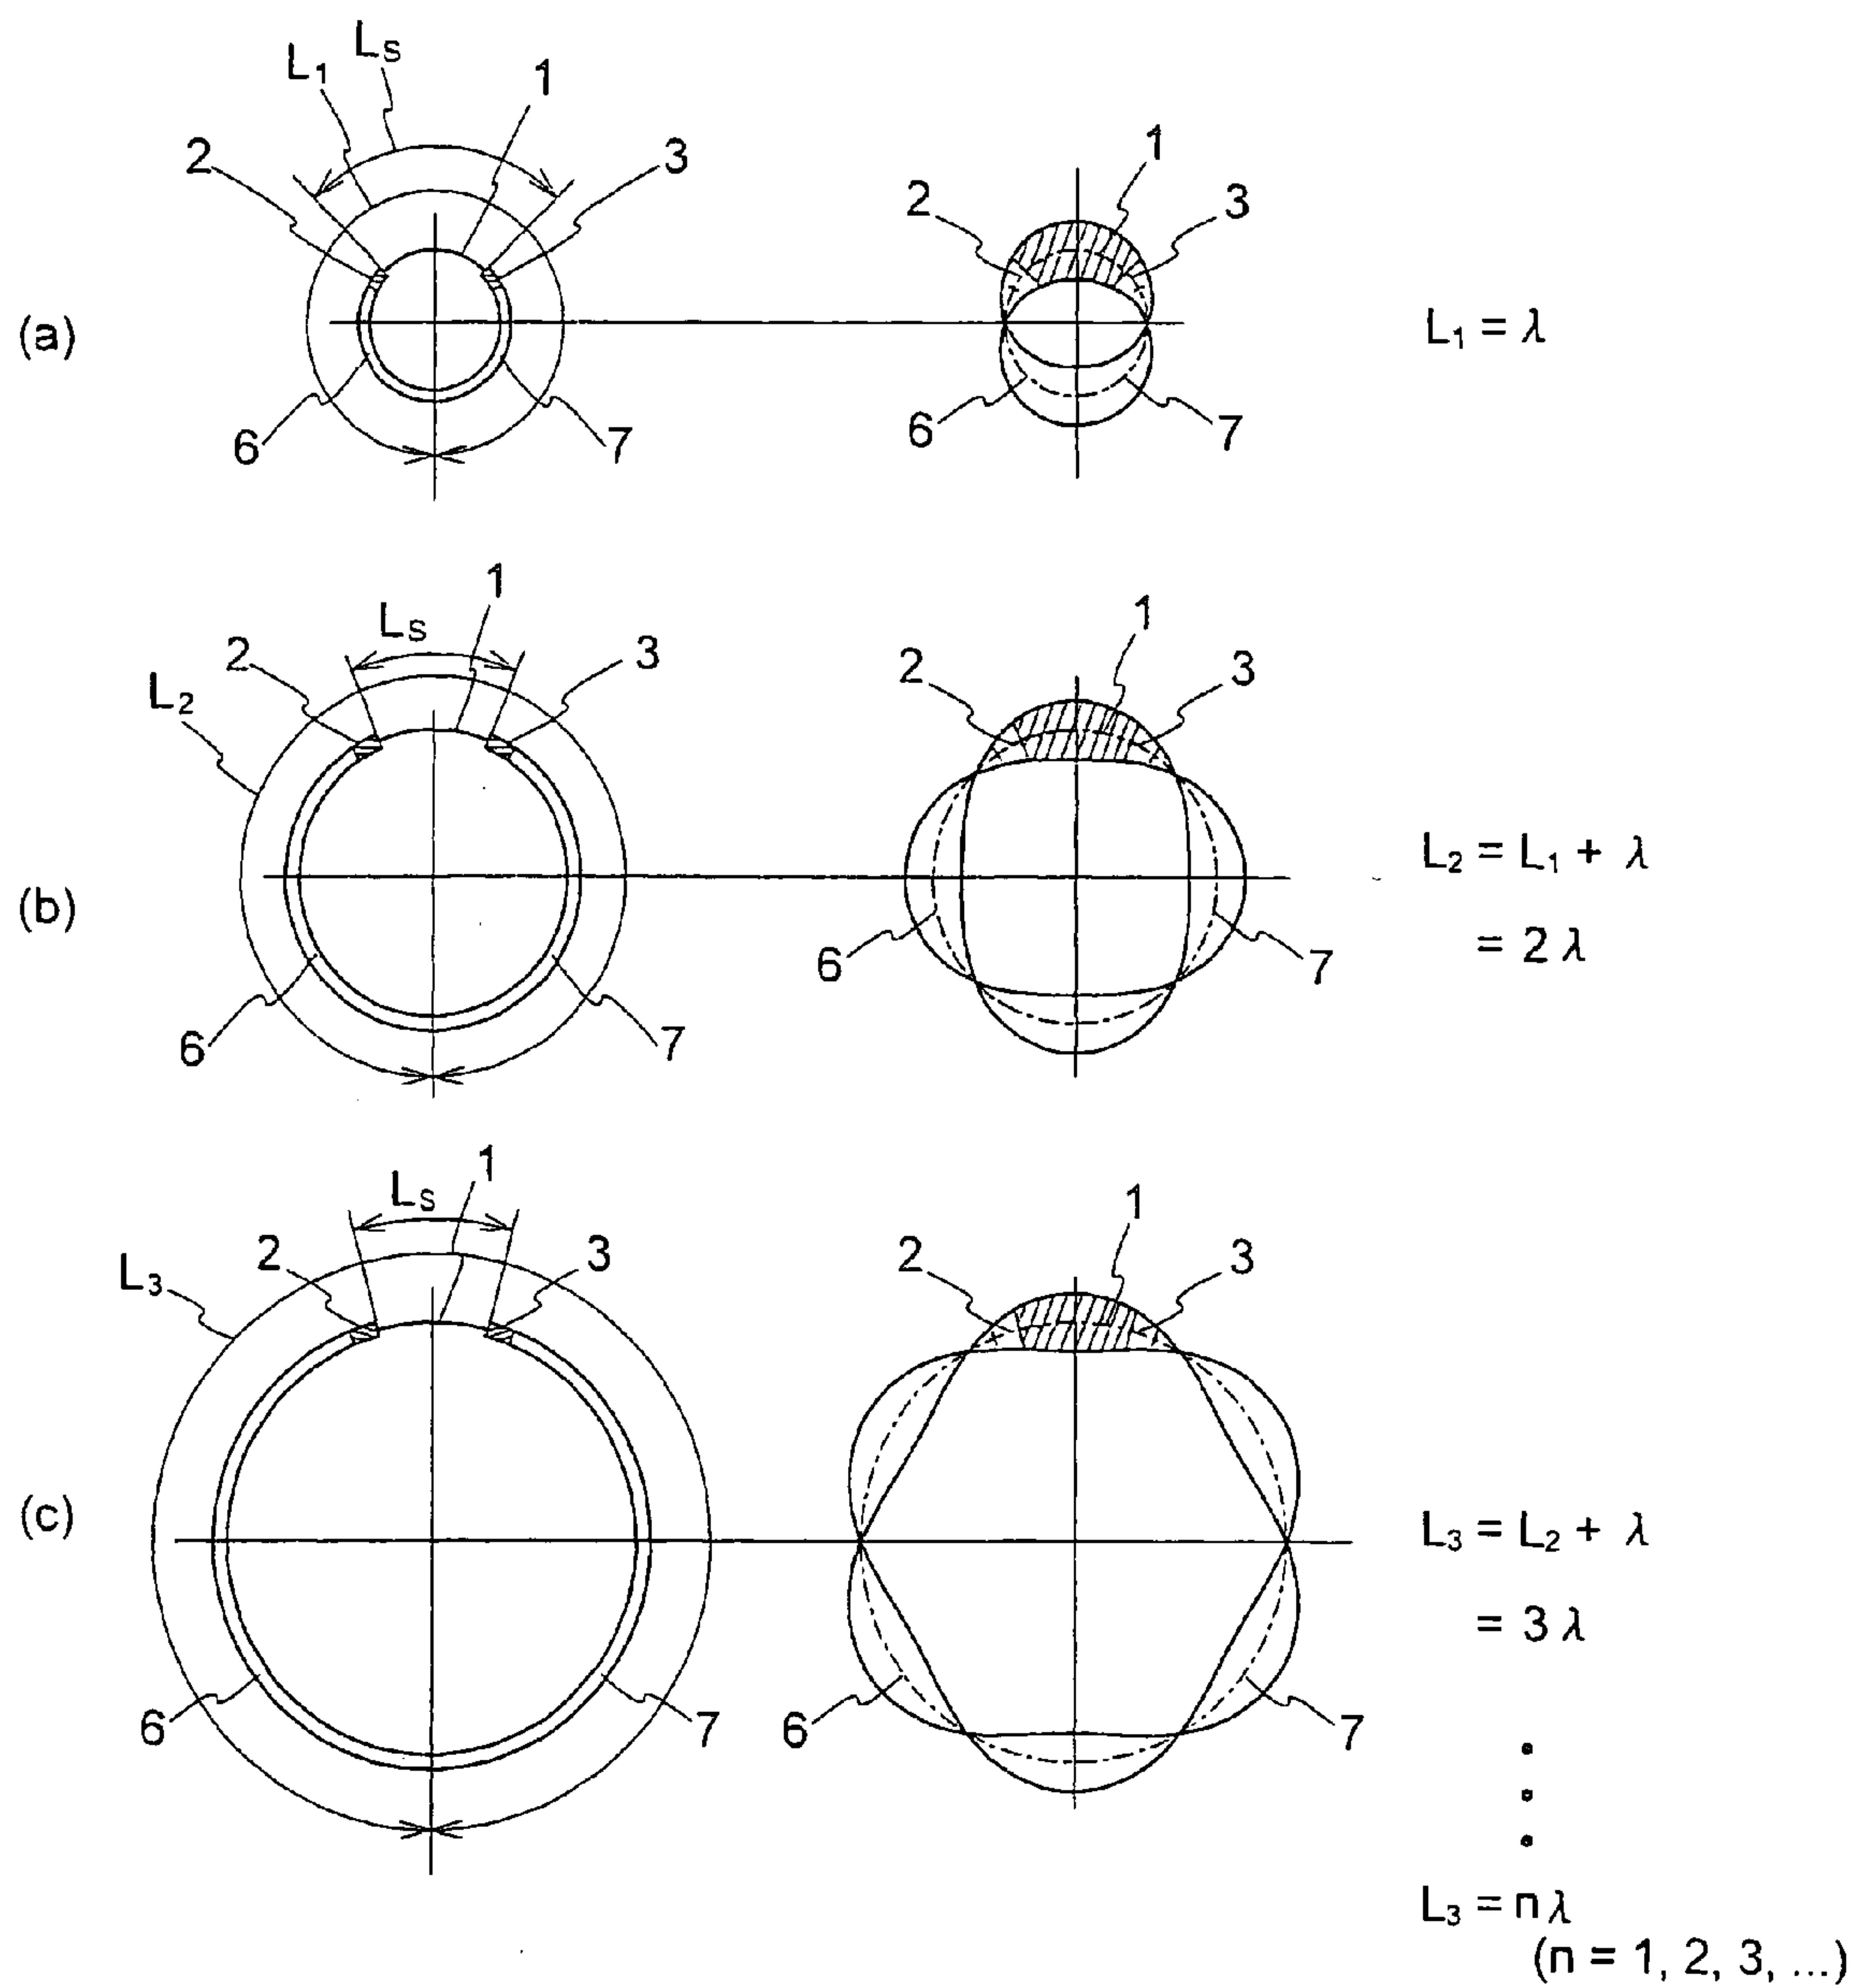 L₁ Lₛ 1
2 3
6 7
1
2 3
6 7
(a)
L₁ = λ
1
Lₛ
2 3
L₂
6 7
1
2 3
6 7
(b)
L₂ = L₁ + λ
= 2 λ
1
Lₛ
2 3
L₃
6 7
1
2 3
6 7
(c)
L₃ = L₂ + λ
= 3 λ
L₃ = n λ
(n = 1, 2, 3, ...)